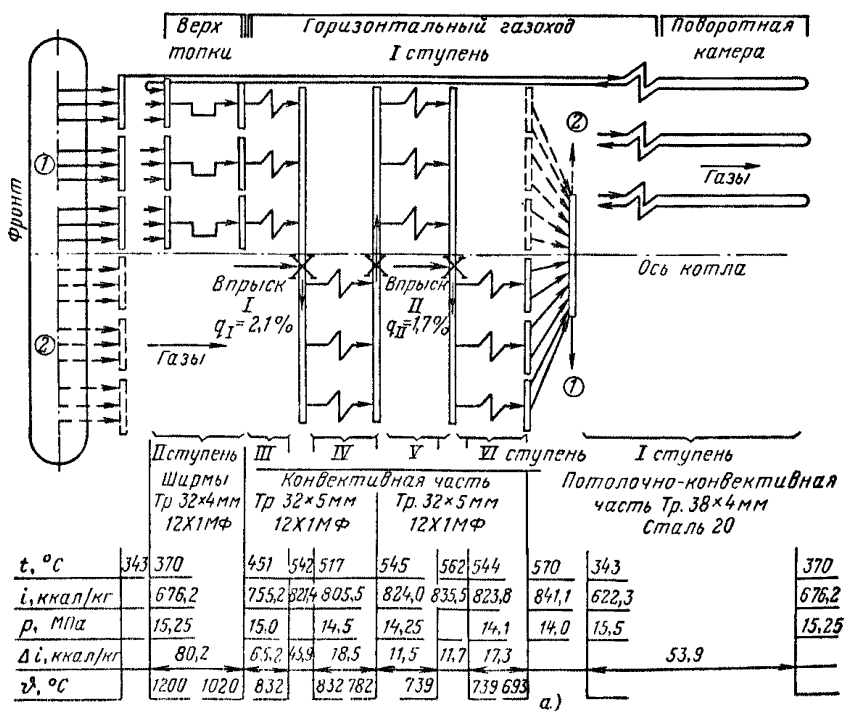 Верх топки
Горизонтальный газоход
I ступень
Поворотная камера
Фронт
1
2
2
1
Газы
Газы
Ось котла
Впрыск
I
qI=2,1%
Впрыск
II
qII=1,7%
II ступень
III
IV
V
VI ступень
I ступень
Ширмы
Тр 32×4мм
12Х1МФ
Конвективная часть
Тр 32×5мм
12Х1МФ
Тр. 32×5мм
12Х1МФ
Потолочно-конвективная
часть Тр. 38×4мм
Сталь 20
t, °C 343 370 451 542 517 545 562 544 570 343 370
i, ккал/кг 676,2 755,2 821,4 805,5 824,0 835,5 823,8 841,1 622,3 676,2
p, МПа 15,25 15,0 14,5 14,25 14,1 14,0 15,5 15,25
Δi, ккал/кг 80,2 65,2 45,9 18,5 11,5 11,7 17,3 53,9
ϑ, °C 1200 1020 832 832 782 739 739 693
а)